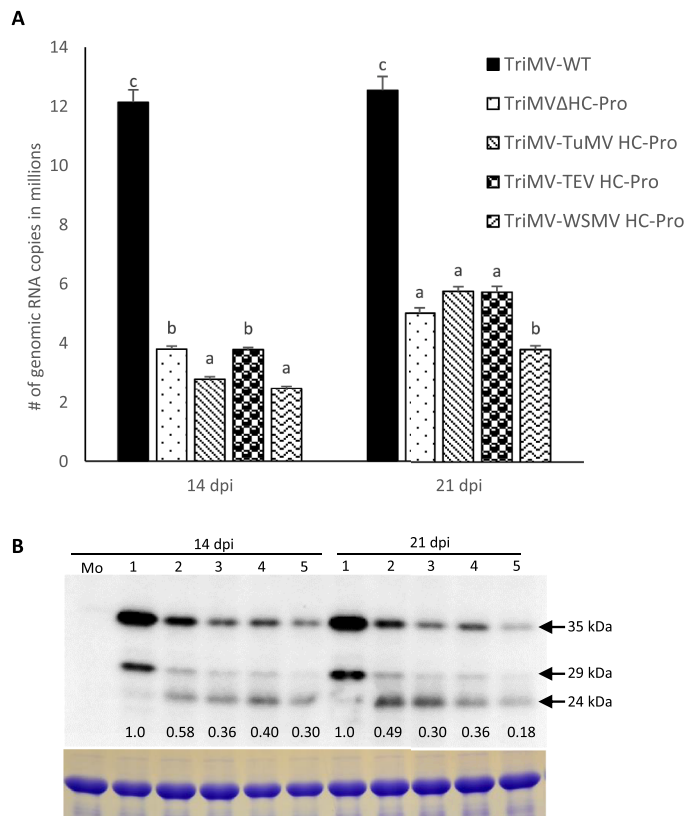 A
# of genomic RNA copies in millions
14
12
10
8
6
4
2
0
c
b
a
b
a
c
a
a
a
b
14 dpi
21 dpi
TriMV-WT
TriMVΔHC-Pro
TriMV-TuMV HC-Pro
TriMV-TEV HC-Pro
TriMV-WSMV HC-Pro
B
14 dpi 21 dpi
Mo 1 2 3 4 5 1 2 3 4 5
35 kDa
29 kDa
24 kDa
1.0 0.58 0.36 0.40 0.30 1.0 0.49 0.30 0.36 0.18